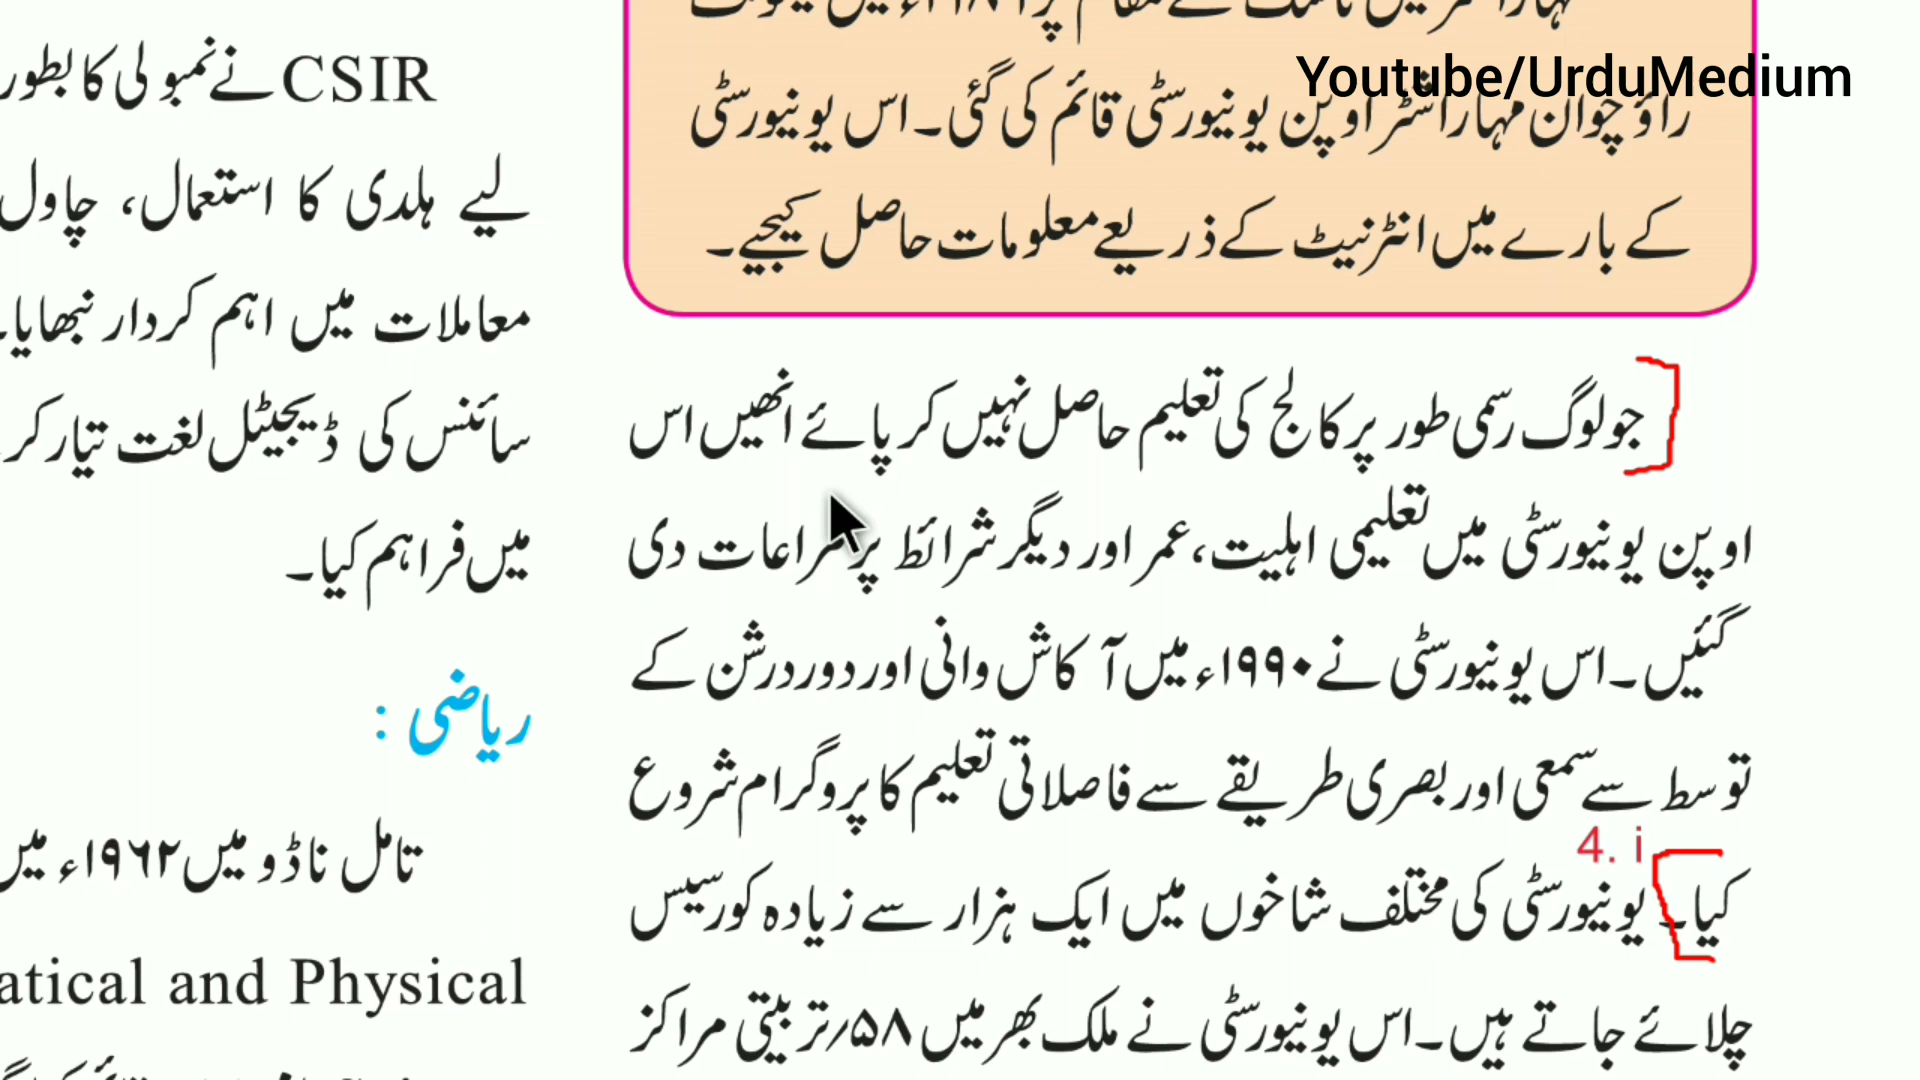 Youtube/UrduMedium
راؤ چوان مہاراشٹر اوپن یونیورسٹی قائم کی گئی۔ اس یونیورسٹی
کے بارے میں انٹرنیٹ کے ذریعے معلومات حاصل کیجیے۔
جو لوگ رسمی طور پر کالج کی تعلیم حاصل نہیں کر پائے انھیں اس
اوپن یونیورسٹی میں تعلیمی اہلیت، عمر اور دیگر شرائط پر مراعات دی
گئیں۔ اس یونیورسٹی نے ۱۹۹۰ء میں آکاش وانی اور دوردرشن کے
توسط سے سمعی اور بصری طریقے سے فاصلاتی تعلیم کا پروگرام شروع
4. i
کیا۔ یونیورسٹی کی مختلف شاخوں میں ایک ہزار سے زیادہ کورسیس
چلائے جاتے ہیں۔ اس یونیورسٹی نے ملک بھر میں ۵۸؍تربیتی مراکز
CSIR نے نمبولی کا بطور
لیے ہلدی کا استعمال، چاول
معاملات میں اہم کردار نبھایا۔
سائنس کی ڈیجیٹل لغت تیار کر
میں فراہم کیا۔
ریاضی :
تامل ناڈو میں ۱۹۶۲ء میں
atical and Physical